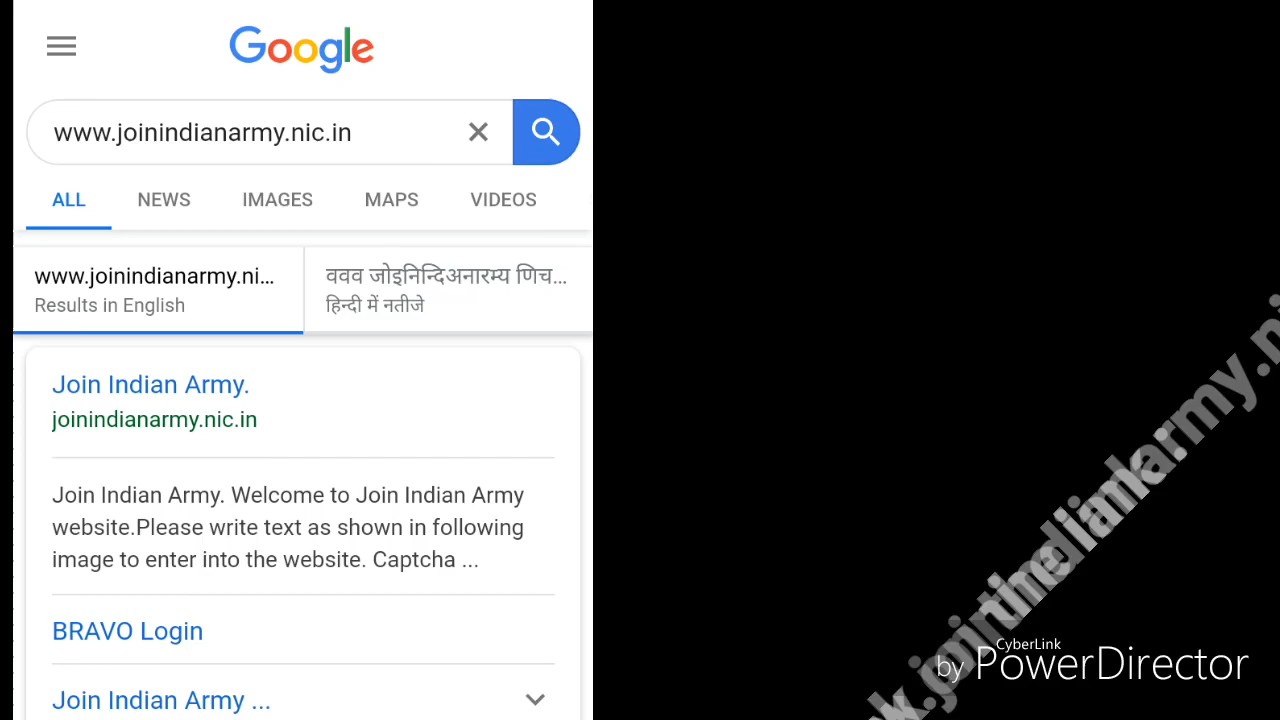 Google
www.joinindianarmy.nic.in
ALL NEWS IMAGES MAPS VIDEOS
www.joinindianarmy.ni...
Results in English
ववव जोइनिन्दिअनारम्य णिच...
हिन्दी में नतीजे
Join Indian Army.
joinindianarmy.nic.in
Join Indian Army. Welcome to Join Indian Army
website.Please write text as shown in following
image to enter into the website. Captcha ...
BRAVO Login
Join Indian Army ...
CyberLink
by PowerDirector